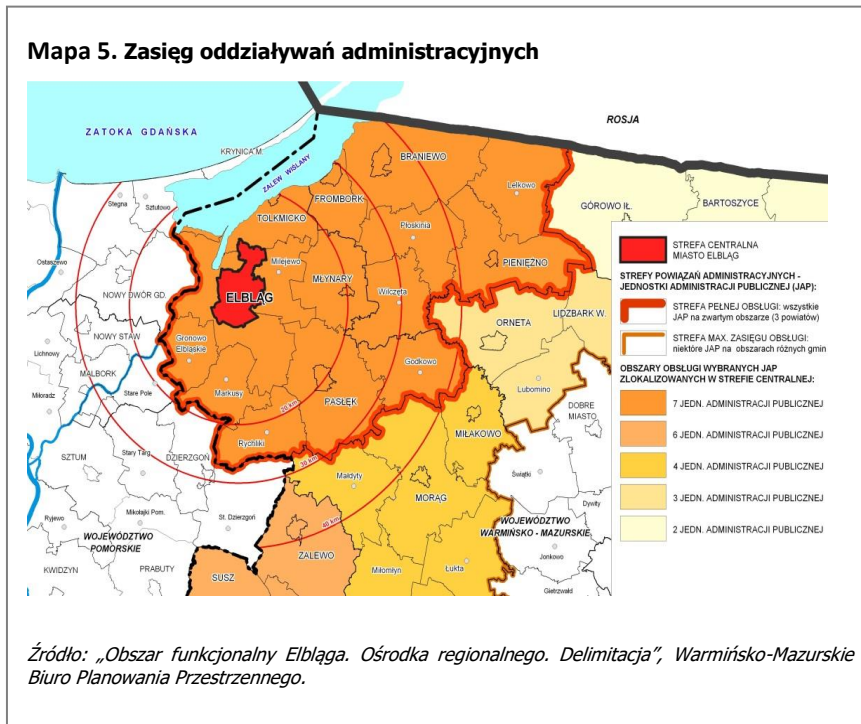 Mapa 5. Zasięg oddziaływań administracyjnych
ROSJA
ZATOKA GDAŃSKA
KRYNICA M.
ZALEW WIŚLANY
BRANIEWO
Lelkowo
FROMBORK
Stegna
Sztutowo
TOLKMICKO
GÓROWO IŁ.
BARTOSZYCE
Płoskinia
Ostaszewo
Milejewo
PIENIĘŻNO
MŁYNARY
NOWY DWÓR GD.
ELBLĄG
Wilczęta
ORNETA
LIDZBARK W.
NOWY STAW
Gronowo
Elbląskie
Lichnowy
Godkowo
MALBORK
Lubomino
Miłoradz
Stare Pole
Markusy
PASŁĘK
20 km
DOBRE
MIASTO
Rychliki
MIŁAKOWO
SZTUM
Stary Targ
DZIERZGOŃ
30 km
Małdyty
Świątki
MORĄG
Mikołajki Pom.
Dywity
Ryjewo
St. Dzierzgoń
40 km
WOJEWÓDZTWO
POMORSKIE
WOJEWÓDZTWO
WARMIŃSKO - MAZURSKIE
ZALEWO
Jonkowo
KWIDZYN
PRABUTY
SUSZ
Miłomłyn
Łukta
Gietrzwałd
STREFA CENTRALNA
MIASTO ELBLĄG
STREFY POWIĄZAŃ ADMINISTRACYJNYCH -
JEDNOSTKI ADMINISTRACJI PUBLICZNEJ (JAP):
STREFA PEŁNEJ OBSŁUGI: wszystkie
JAP na zwartym obszarze (3 powiatów)
STREFA MAX. ZASIĘGU OBSŁUGI:
niektóre JAP na obszarach różnych gmin
OBSZARY OBSŁUGI WYBRANYCH JAP
ZLOKALIZOWANYCH W STREFIE CENTRALNEJ:
7 JEDN. ADMINISTRACJI PUBLICZNEJ
6 JEDN. ADMINISTRACJI PUBLICZNEJ
4 JEDN. ADMINISTRACJI PUBLICZNEJ
3 JEDN. ADMINISTRACJI PUBLICZNEJ
2 JEDN. ADMINISTRACJI PUBLICZNEJ
Źródło: „Obszar funkcjonalny Elbląga. Ośrodka regionalnego. Delimitacja”, Warmińsko-Mazurskie
Biuro Planowania Przestrzennego.